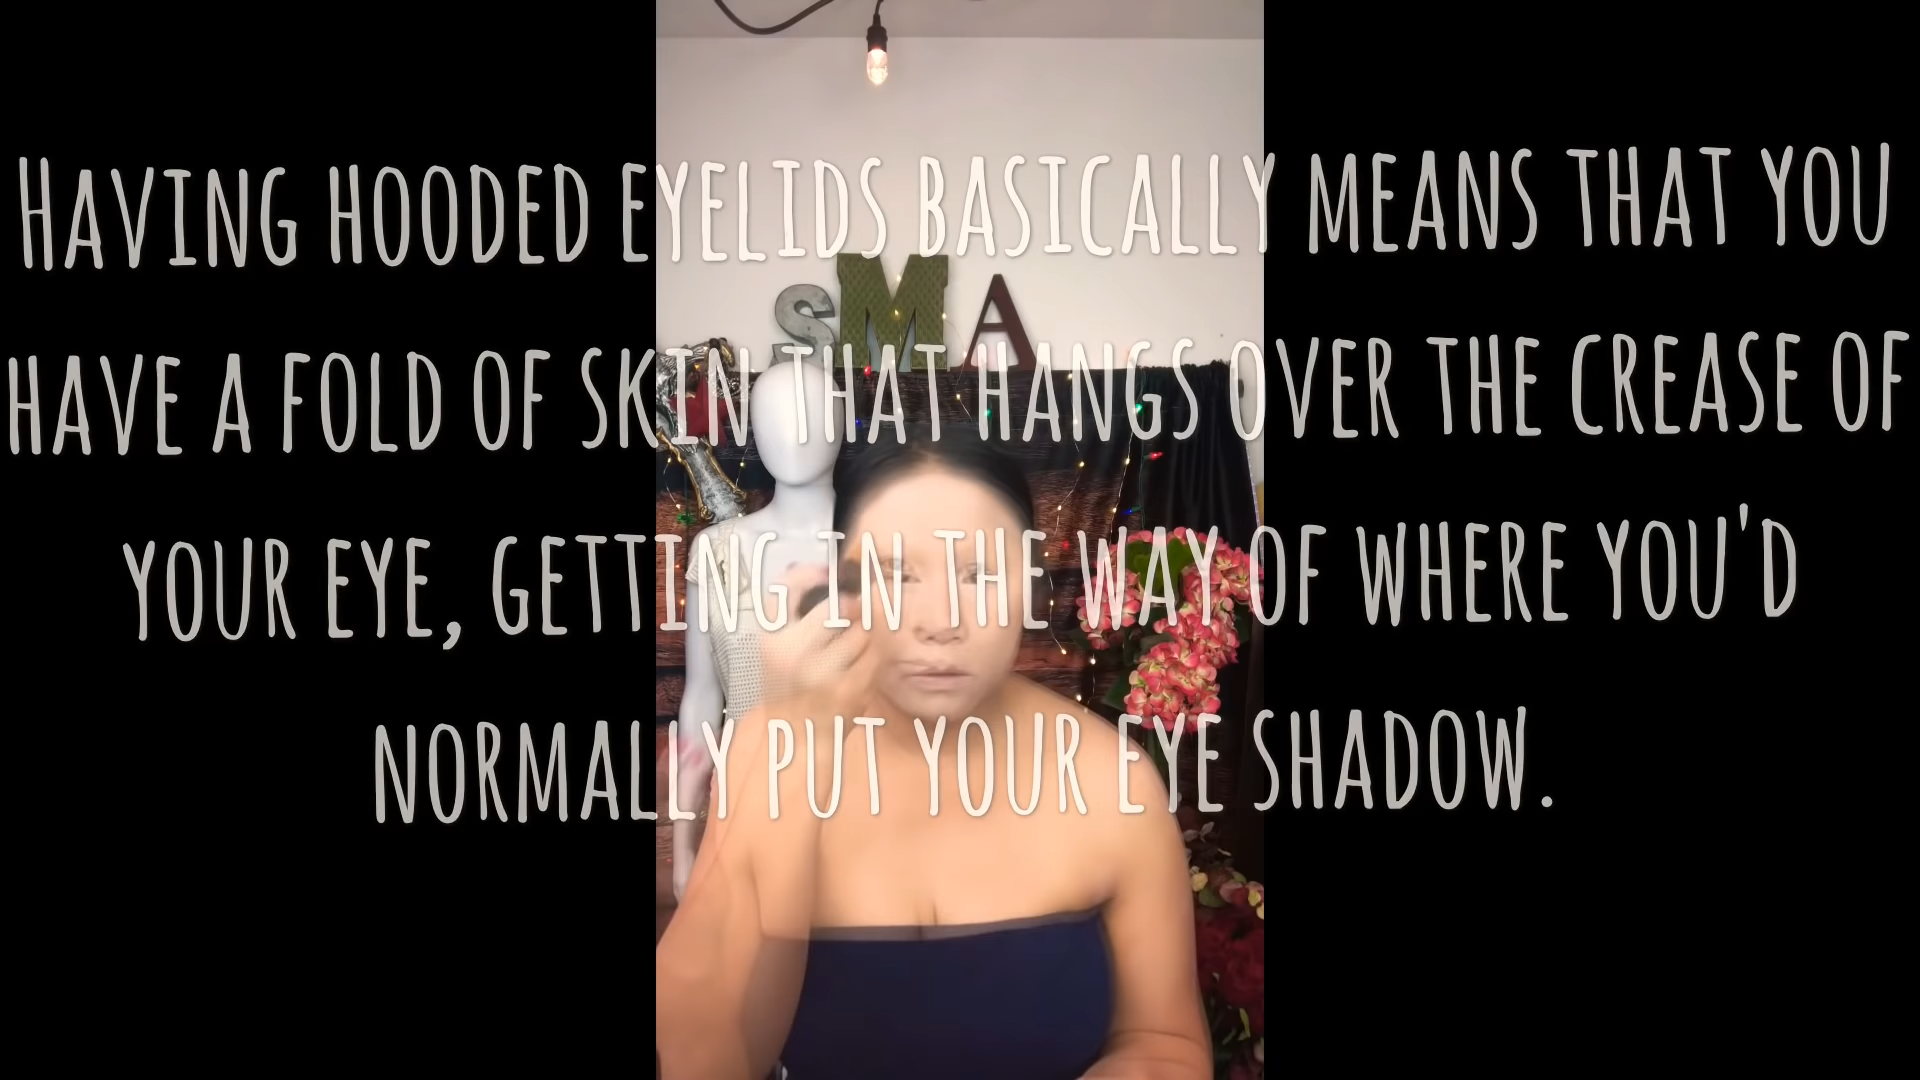 SMA
Having hooded eyelids basically means that you
have a fold of skin that hangs over the crease of
your eye, getting in the way of where you'd
normally put your eye shadow.